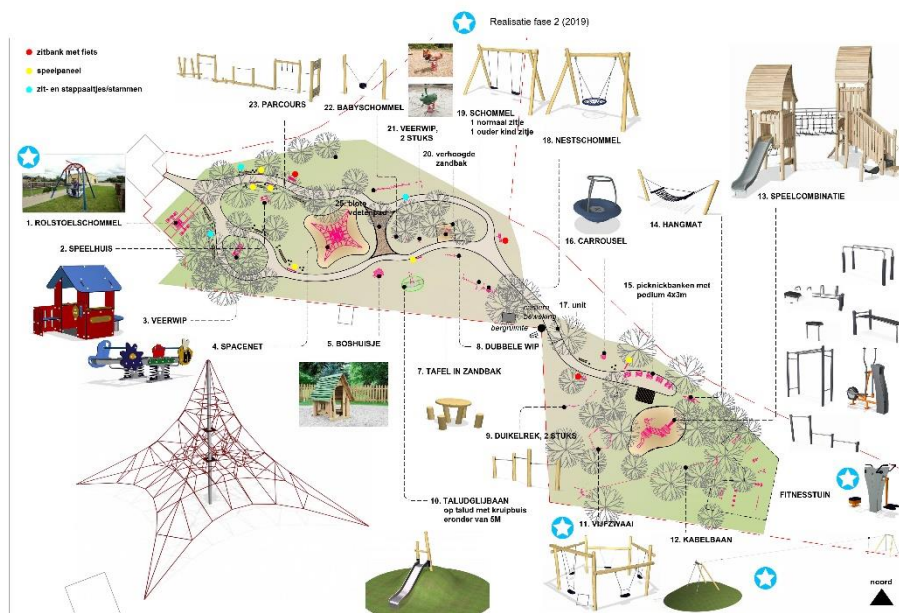 Realisatie fase 2 (2019)
zitbank met fiets
speelpaneel
zit- en stappaaltjes/stammen
23. PARCOURS
22. BABYSCHOMMEL
21. VEERWIP,
2 STUKS
19. SCHOMMEL
1 normaal zitje
1 ouder kind zitje
18. NESTSCHOMMEL
20. verhoogde
zandbak
13. SPEELCOMBINATIE
14. HANGMAT
16. CARROUSEL
1. ROLSTOELSCHOMMEL
25. blote
voetenpad
2. SPEELHUIS
15. picknickbanken met
podium 4x3m
17. unit
camera
bewaking
bergruimte
3. VEERWIP
4. SPACENET
5. BOSHUISJE
8. DUBBELE WIP
7. TAFEL IN ZANDBAK
9. DUIKELREK, 2 STUKS
10. TALUDGLIJBAAN
op talud met kruipbuis
eronder van 5M
11. VIJFZWAAI
12. KABELBAAN
FITNESSTUIN
noord